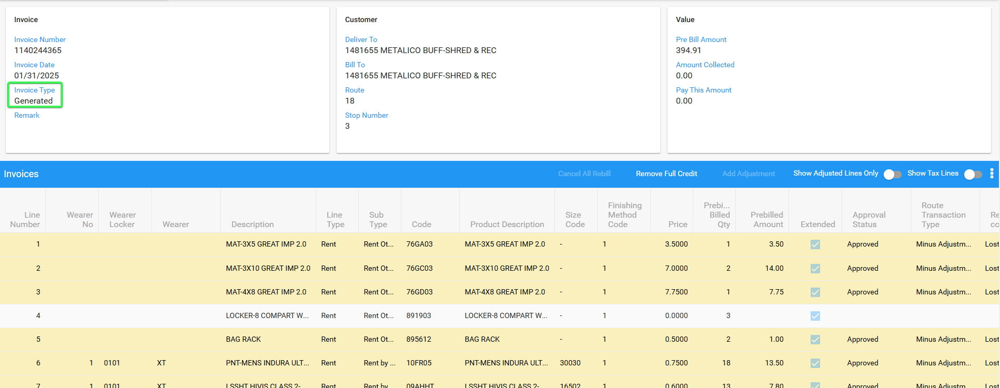 Invoice
Invoice Number
1140244365
Invoice Date
01/31/2025
Invoice Type
Generated
Remark
Customer
Deliver To
1481655 METALICO BUFF-SHRED & REC
Bill To
1481655 METALICO BUFF-SHRED & REC
Route
18
Stop Number
3
Value
Pre Bill Amount
394.91
Amount Collected
0.00
Pay This Amount
0.00
Invoices Cancel All Rebill Remove Full Credit Add Adjustment Show Adjusted Lines Only Show Tax Lines
Line Number Wearer No Wearer Locker Wearer Description Line Type Sub Type Code Product Description Size Code Finishing Method Code Price Prebi... Billed Qty Prebilled Amount Extended Approval Status Route Transaction Type Re co
1 MAT-3X5 GREAT IMP 2.0 Rent Rent Ot... 76GA03 MAT-3X5 GREAT IMP 2.0 - 1 3.5000 1 3.50 Approved Minus Adjustm... Lost
2 MAT-3X10 GREAT IMP 2.0 Rent Rent Ot... 76GC03 MAT-3X10 GREAT IMP 2.0 - 1 7.0000 2 14.00 Approved Minus Adjustm... Lost
3 MAT-4X8 GREAT IMP 2.0 Rent Rent Ot... 76GD03 MAT-4X8 GREAT IMP 2.0 - 1 7.7500 1 7.75 Approved Minus Adjustm... Lost
4 LOCKER-8 COMPART W... Rent Rent Ot... 891903 LOCKER-8 COMPART W... - 1 0.0000 3
5 BAG RACK Rent Rent Ot... 895612 BAG RACK - 1 0.5000 2 1.00 Approved Minus Adjustm... Lost
6 1 0101 XT PNT-MENS INDURA ULT... Rent Rent by ... 10FR05 PNT-MENS INDURA ULT... 30030 1 0.7500 18 13.50 Approved Minus Adjustm... Lost
7 1 0101 XT LSSHT HIVIS CLASS 2- Rent Rent by 09AHHT LSSHT HIVIS CLASS 2- 16502 1 0.6000 13 7.80 Approved Minus Adjustm... Lost